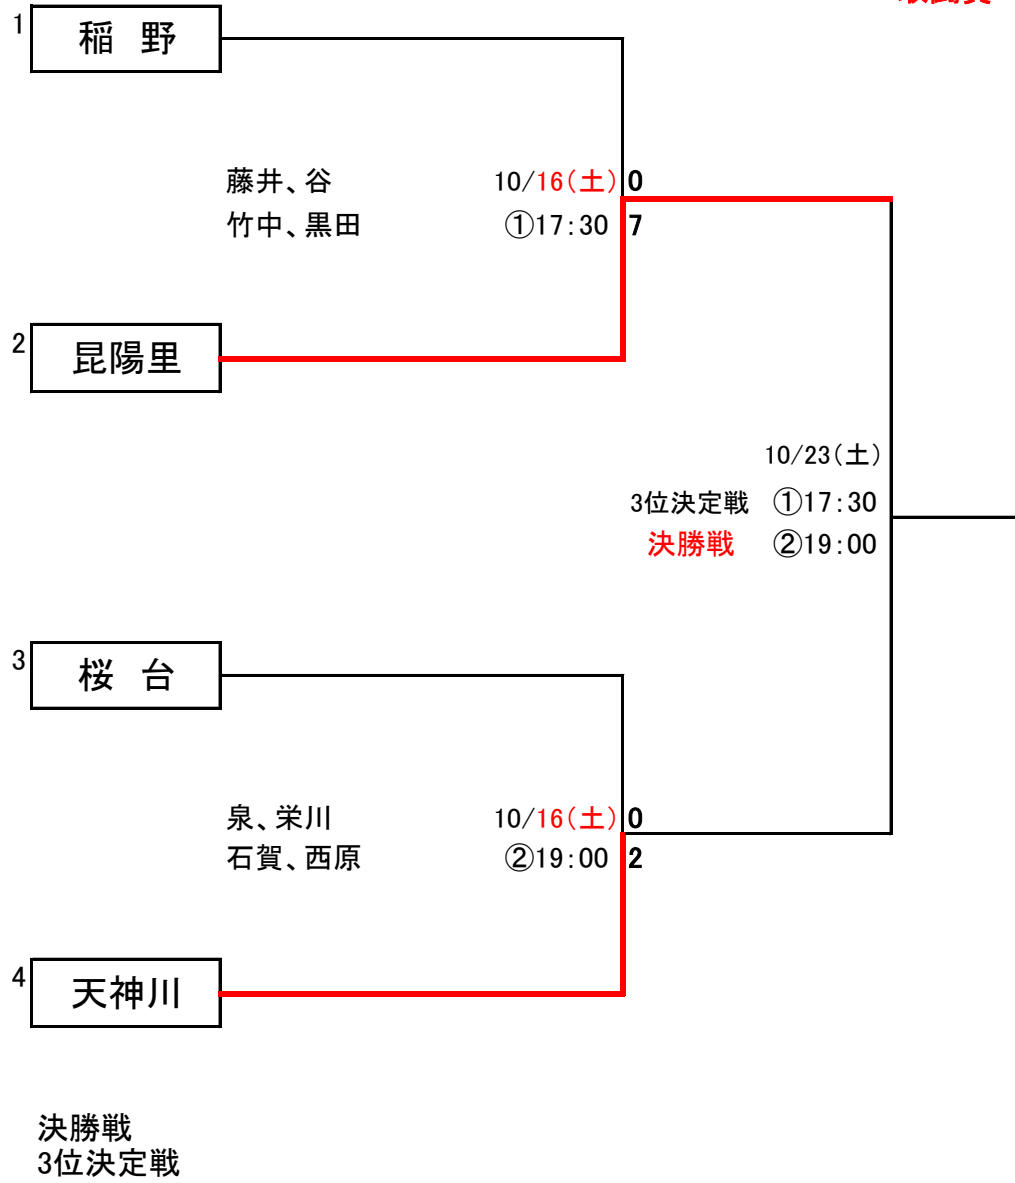 1
稲 野
藤井、谷 10/16(土) 0
竹中、黒田 ①17:30 7
2
昆陽里
10/23(土)
3位決定戦 ①17:30
決勝戦 ②19:00
3
桜 台
泉、栄川 10/16(土) 0
石賀、西原 ②19:00 2
4
天神川
決勝戦
3位決定戦